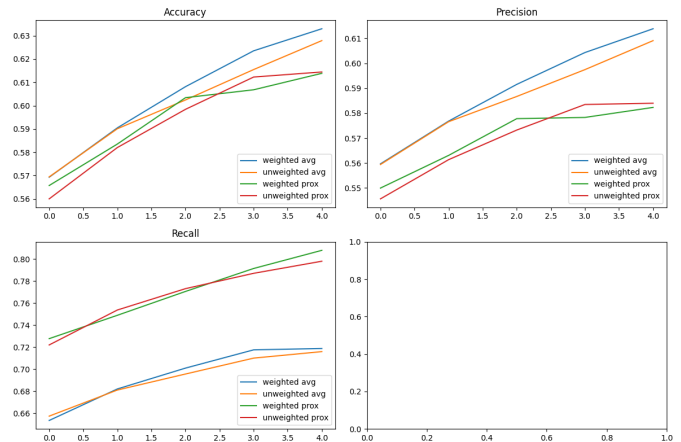 Accuracy
0.63
0.62
0.61
0.60
0.59
0.58
0.57
0.56
0.0 0.5 1.0 1.5 2.0 2.5 3.0 3.5 4.0
weighted avg
unweighted avg
weighted prox
unweighted prox
Precision
0.61
0.60
0.59
0.58
0.57
0.56
0.55
0.0 0.5 1.0 1.5 2.0 2.5 3.0 3.5 4.0
weighted avg
unweighted avg
weighted prox
unweighted prox
Recall
0.80
0.78
0.76
0.74
0.72
0.70
0.68
0.66
0.0 0.5 1.0 1.5 2.0 2.5 3.0 3.5 4.0
weighted avg
unweighted avg
weighted prox
unweighted prox
1.0
0.8
0.6
0.4
0.2
0.0
0.0 0.2 0.4 0.6 0.8 1.0